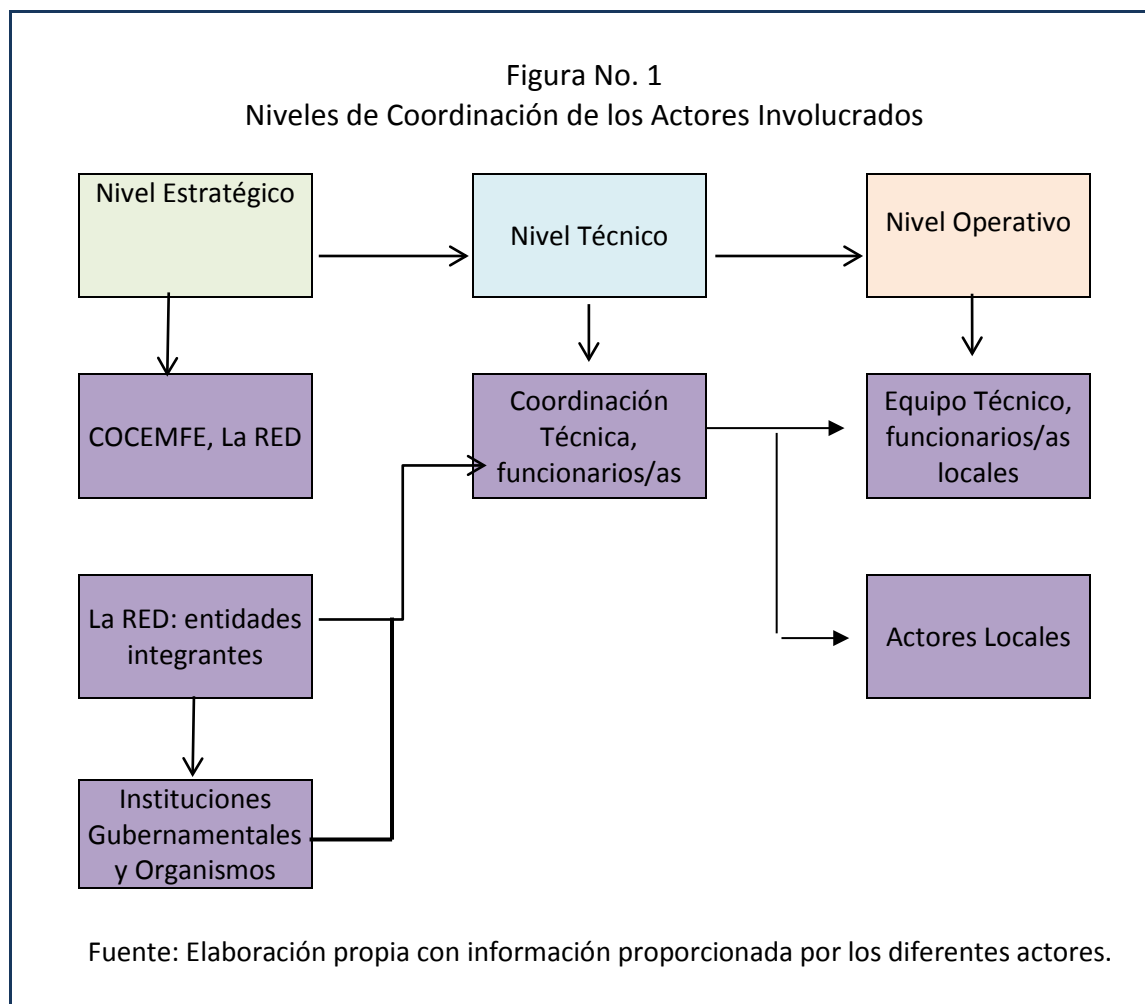 Figura No. 1
Niveles de Coordinación de los Actores Involucrados
Nivel Estratégico
Nivel Técnico
Nivel Operativo
COCEMFE, La RED
Coordinación
Técnica,
funcionarios/as
Equipo Técnico,
funcionarios/as
locales
La RED: entidades
integrantes
Actores Locales
Instituciones
Gubernamentales
y Organismos
Fuente: Elaboración propia con información proporcionada por los diferentes actores.